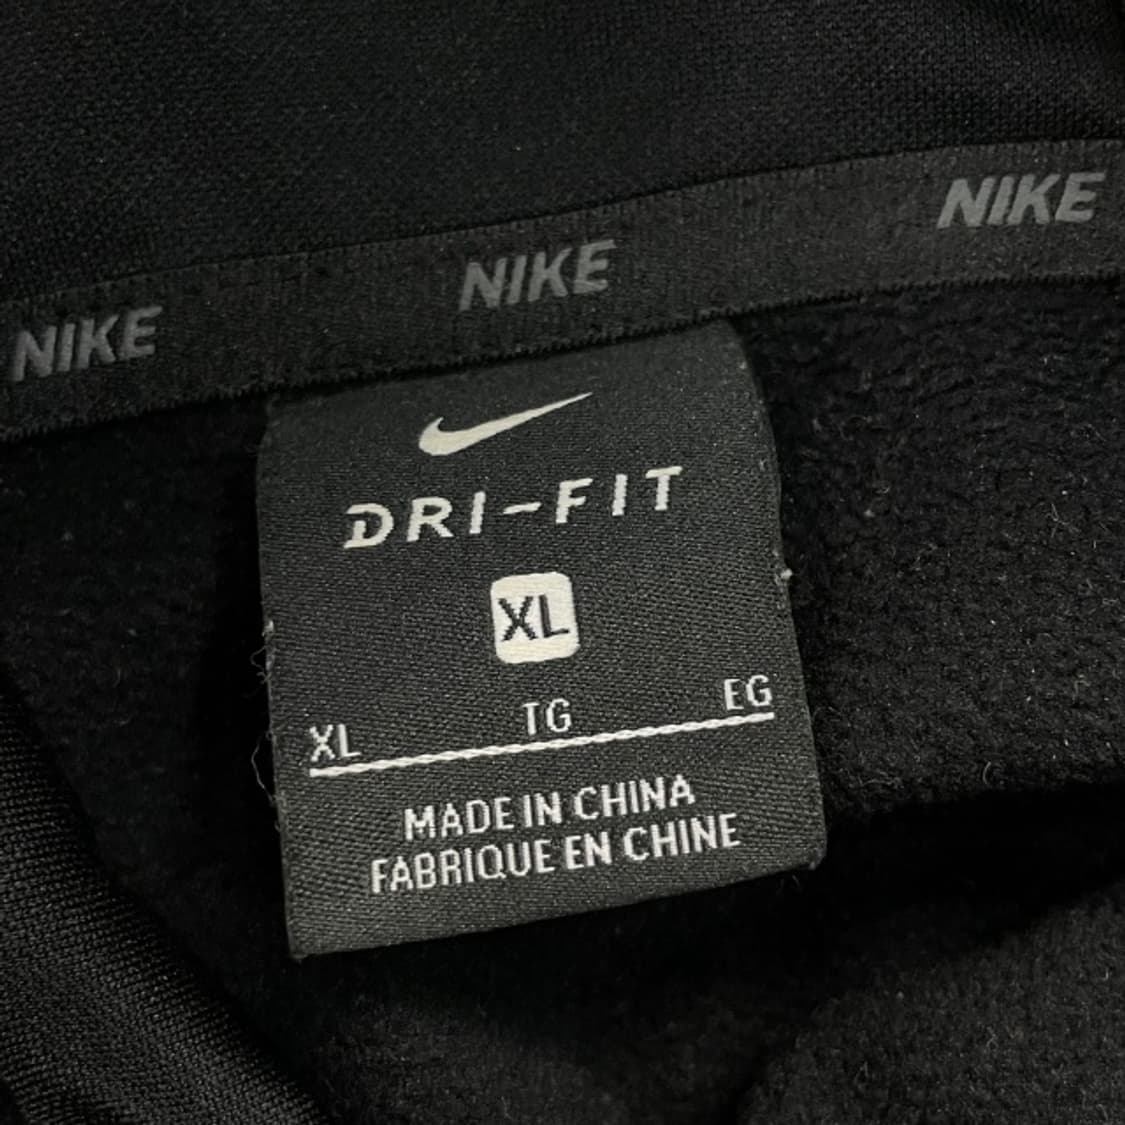 NIKE NIKE NIKE
DRI-FIT
XL
XL TG EG
MADE IN CHINA
FABRIQUE EN CHINE